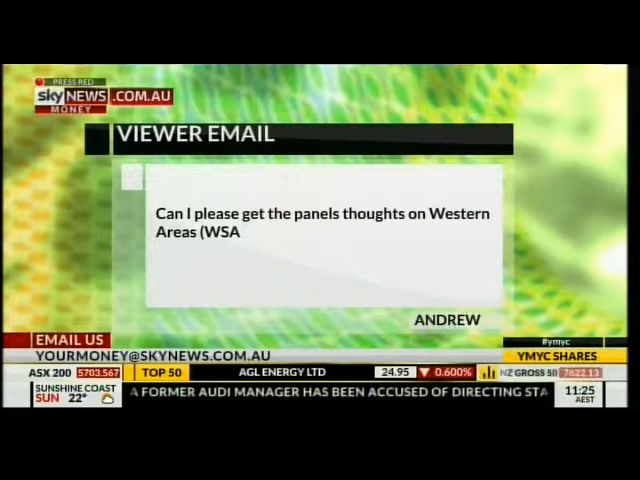 PRESS RED
sky NEWS .COM.AU
MONEY
VIEWER EMAIL
Can I please get the panels thoughts on Western
Areas (WSA
ANDREW
EMAIL US
#ymyc
YOURMONEY@SKYNEWS.COM.AU
YMYC SHARES
ASX 200 5703.567 TOP 50 AGL ENERGY LTD 24.95 0.600% NZ GROSS 50 7622.13
SUNSHINE COAST
SUN 22°
A FORMER AUDI MANAGER HAS BEEN ACCUSED OF DIRECTING STA
11:25
AEST